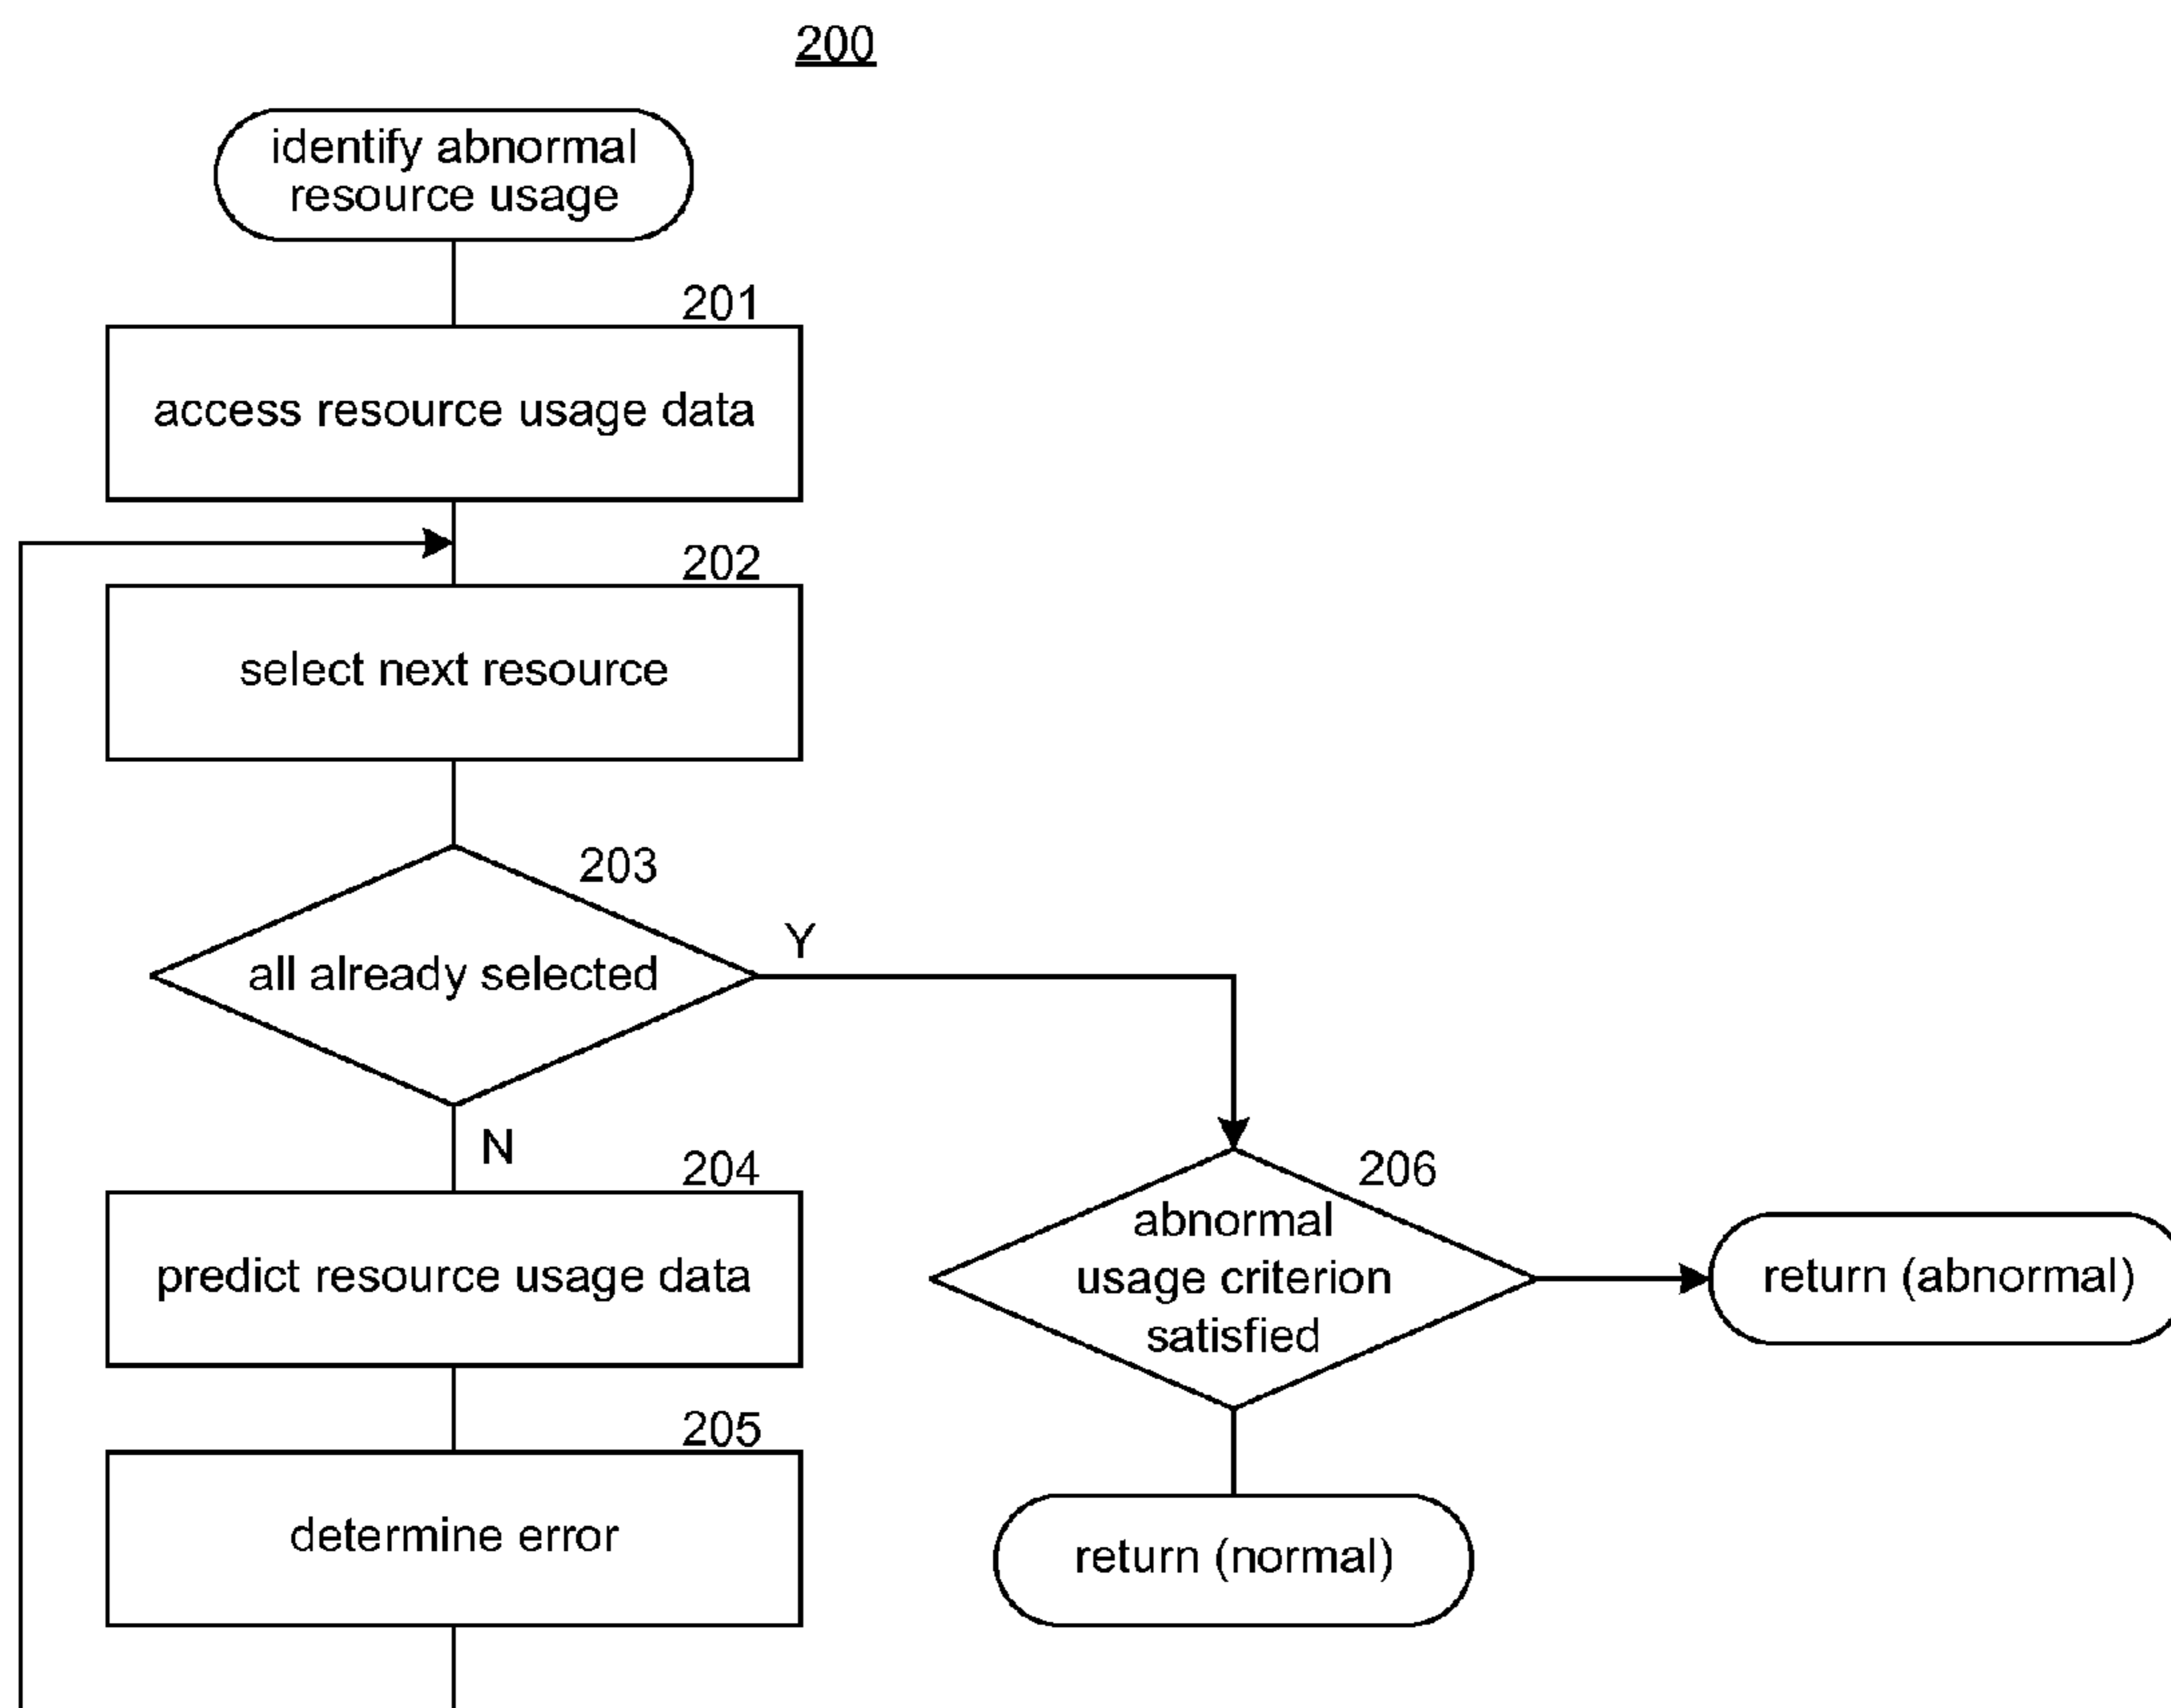 200
identify abnormal
resource usage
201
access resource usage data
202
select next resource
203
all already selected
Y
N
204
predict resource usage data
205
determine error
206
abnormal
usage criterion
satisfied
return (abnormal)
return (normal)